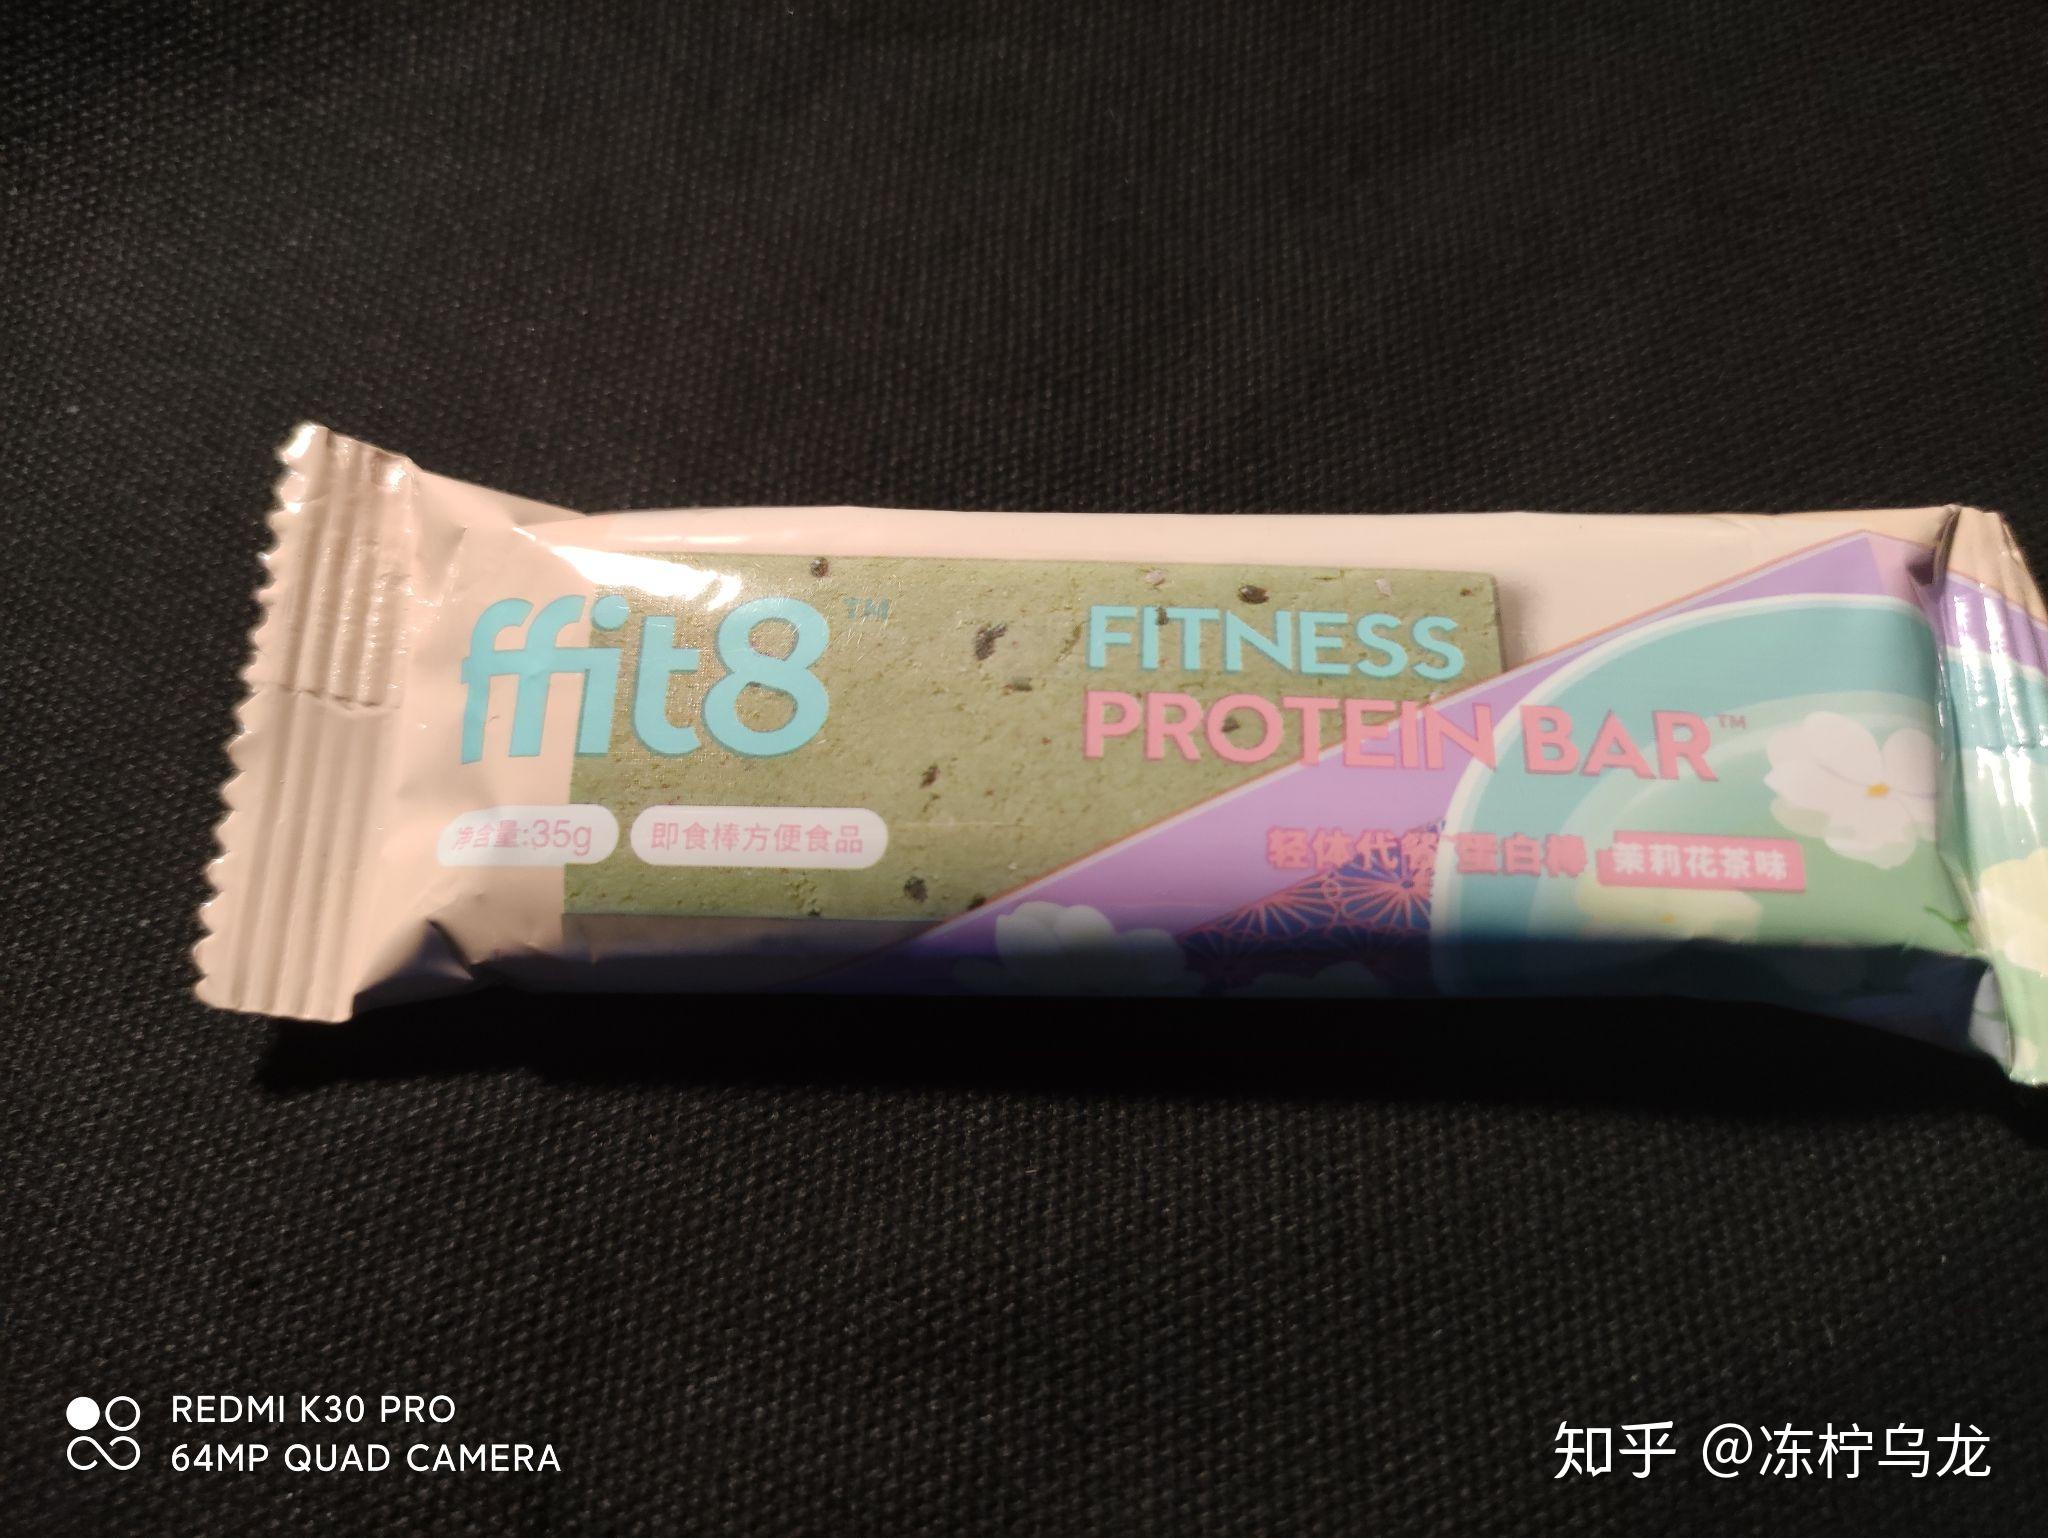 ffit8™
FITNESS
PROTEIN BAR™
净含量:35g
即食棒方便食品
轻体代餐 蛋白棒 茉莉花茶味
REDMI K30 PRO
64MP QUAD CAMERA
知乎 @冻柠乌龙